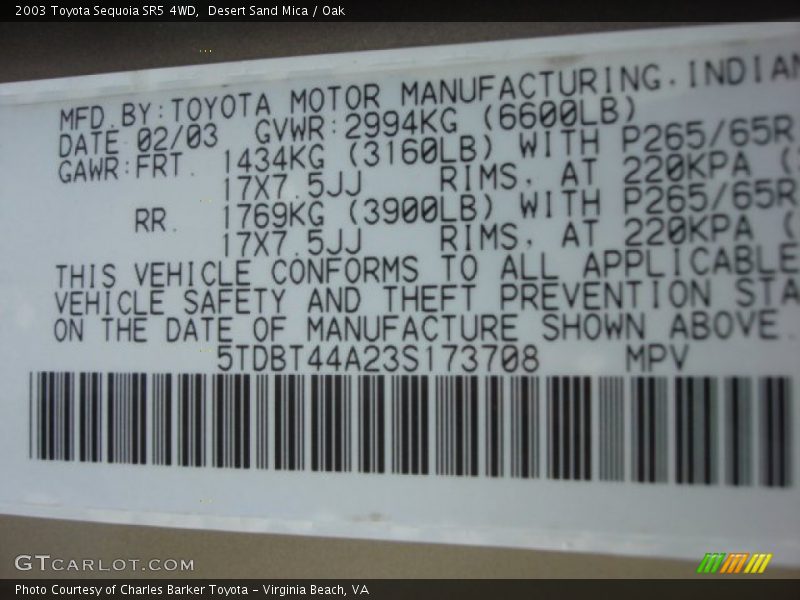 2003 Toyota Sequoia SR5 4WD,  Desert Sand Mica / Oak
MFD BY:TOYOTA MOTOR MANUFACTURING.INDIAN
DATE 02/03 GVWR:2994KG (6600LB)
GAWR:FRT. 1434KG (3160LB) WITH P265/65R
17X7.5JJ RIMS, AT 220KPA (
RR. 1769KG (3900LB) WITH P265/65R
17X7.5JJ RIMS, AT 220KPA (
THIS VEHICLE CONFORMS TO ALL APPLICABLE
VEHICLE SAFETY AND THEFT PREVENTION STA
ON THE DATE OF MANUFACTURE SHOWN ABOVE.
5TDBT44A23S173708 MPV
GTCARLOT.COM
Photo Courtesy of Charles Barker Toyota - Virginia Beach, VA